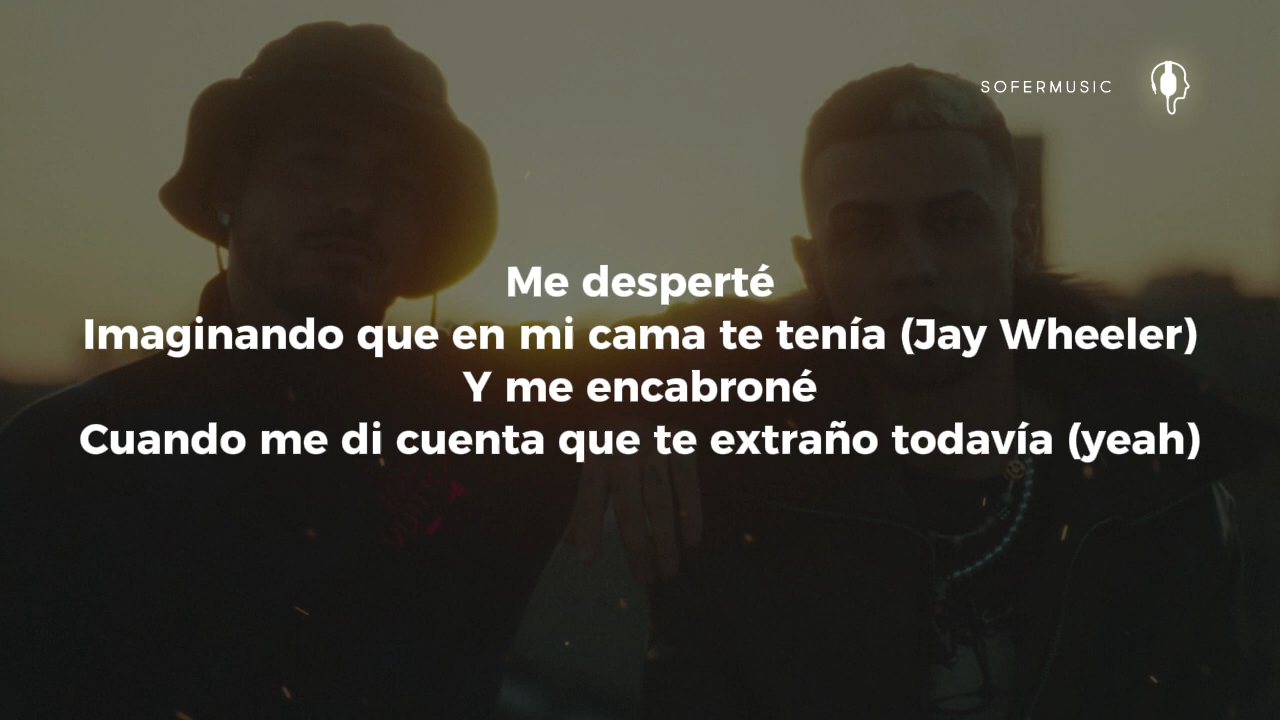 SOFERMUSIC
Me desperté
Imaginando que en mi cama te tenía (Jay Wheeler)
Y me encabroné
Cuando me di cuenta que te extraño todavía (yeah)